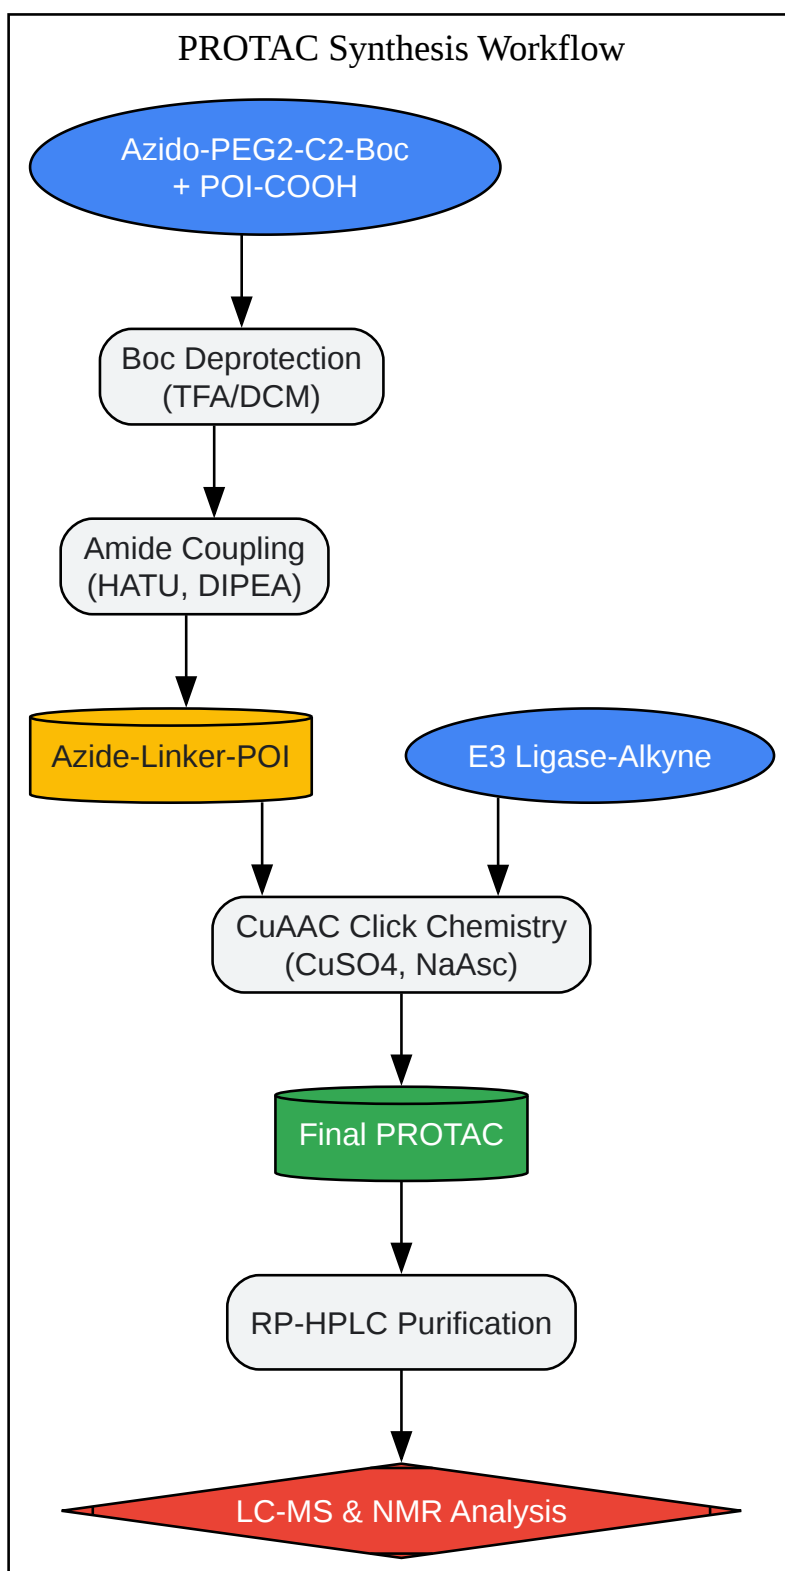 PROTAC Synthesis Workflow
Azido-PEG2-C2-Boc
+ POI-COOH
Boc Deprotection
(TFA/DCM)
Amide Coupling
(HATU, DIPEA)
Azide-Linker-POI
E3 Ligase-Alkyne
CuAAC Click Chemistry
(CuSO4, NaAsc)
Final PROTAC
RP-HPLC Purification
LC-MS & NMR Analysis